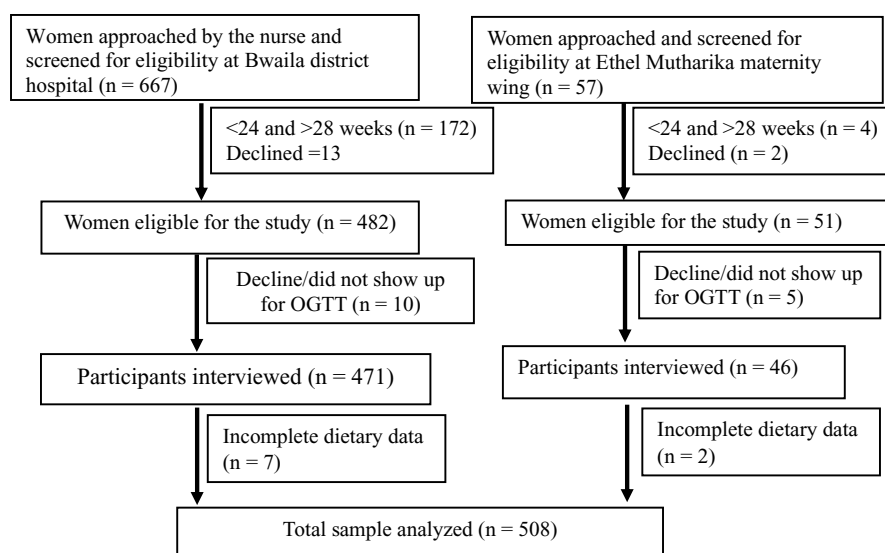 Women approached by the nurse and
screened for eligibility at Bwaila district
hospital (n = 667)
Women approached and screened for
eligibility at Ethel Mutharika maternity
wing (n = 57)
<24 and >28 weeks (n = 172)
Declined =13
<24 and >28 weeks (n = 4)
Declined (n = 2)
Women eligible for the study (n = 482)
Women eligible for the study (n = 51)
Decline/did not show up
for OGTT (n = 10)
Decline/did not show up
for OGTT (n = 5)
Participants interviewed (n = 471)
Participants interviewed (n = 46)
Incomplete dietary data
(n = 7)
Incomplete dietary data
(n = 2)
Total sample analyzed (n = 508)